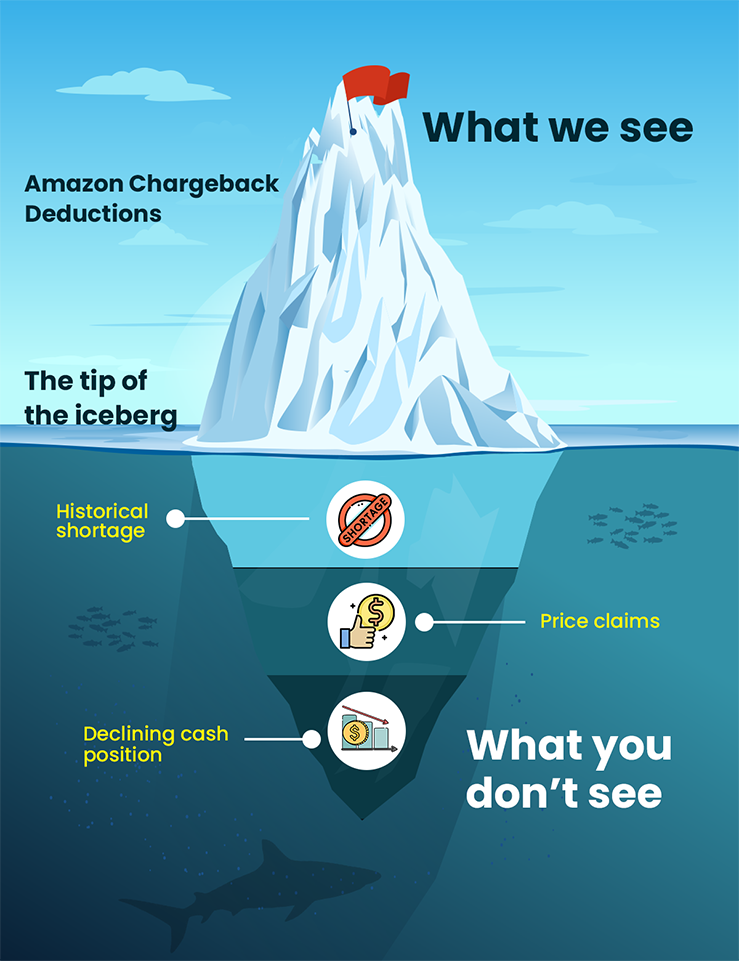 What we see
Amazon Chargeback
Deductions
The tip of
the iceberg
Historical
shortage
SHORTAGE
Price claims
Declining cash
position
What you
don’t see